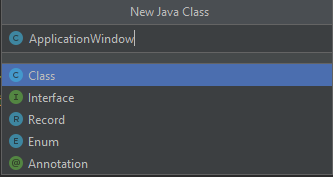 New Java Class
C ApplicationWindow
C Class
I Interface
R Record
E Enum
@ Annotation